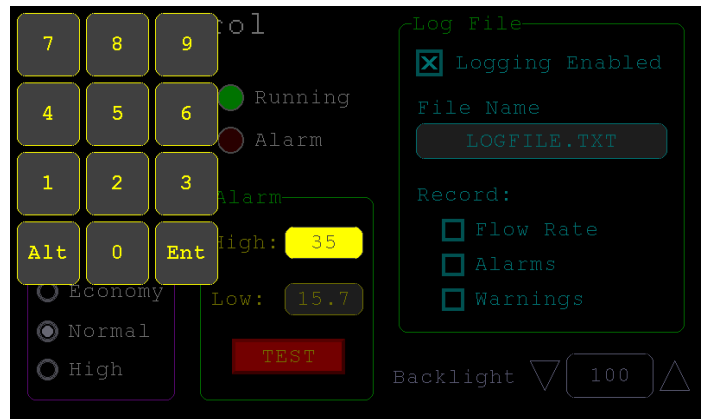 7 8 9
4 5 6
1 2 3
Alt 0 Ent
rol
Running
Alarm
Alarm
High: 35
Low: 15.7
TEST
Economy
Normal
High
Log File
Logging Enabled
File Name
LOGFILE.TXT
Record:
Flow Rate
Alarms
Warnings
Backlight 100